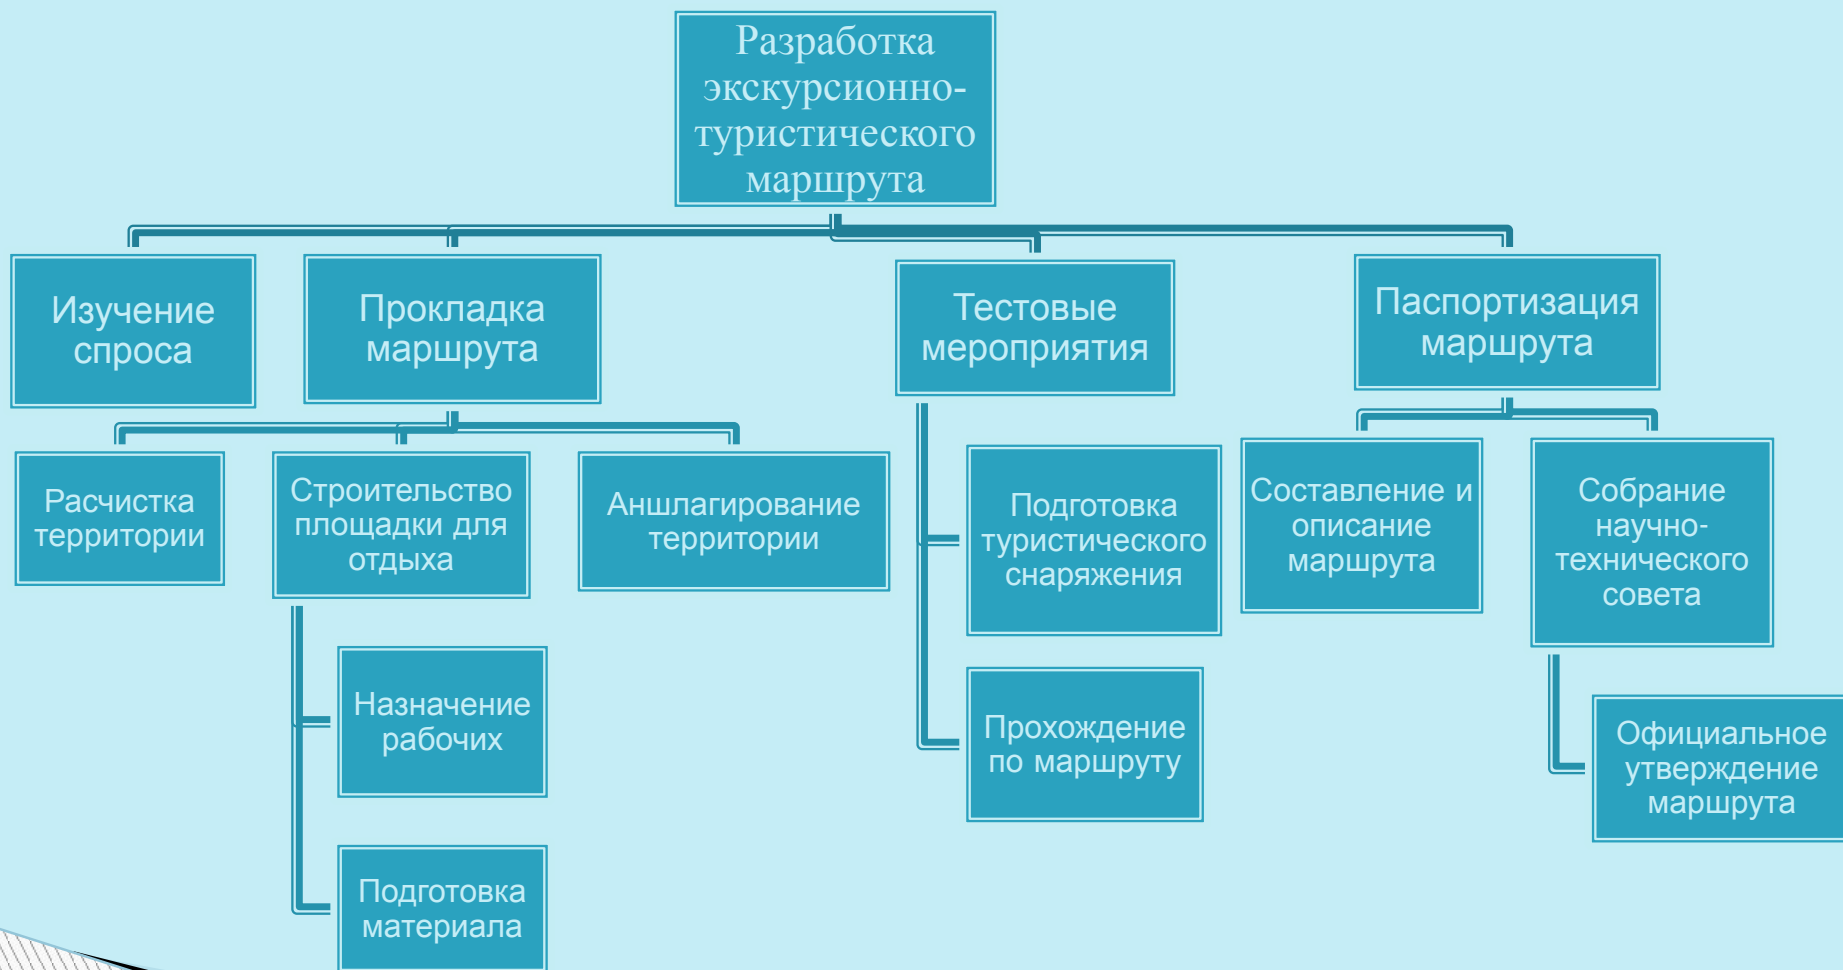 Разработка
экскурсионно-
туристического
маршрута
Изучение
спроса
Прокладка
маршрута
Тестовые
мероприятия
Паспортизация
маршрута
Расчистка
территории
Строительство
площадки для
отдыха
Аншлагирование
территории
Подготовка
туристического
снаряжения
Составление и
описание
маршрута
Собрание
научно-
технического
совета
Назначение
рабочих
Прохождение
по маршруту
Официальное
утверждение
маршрута
Подготовка
материала